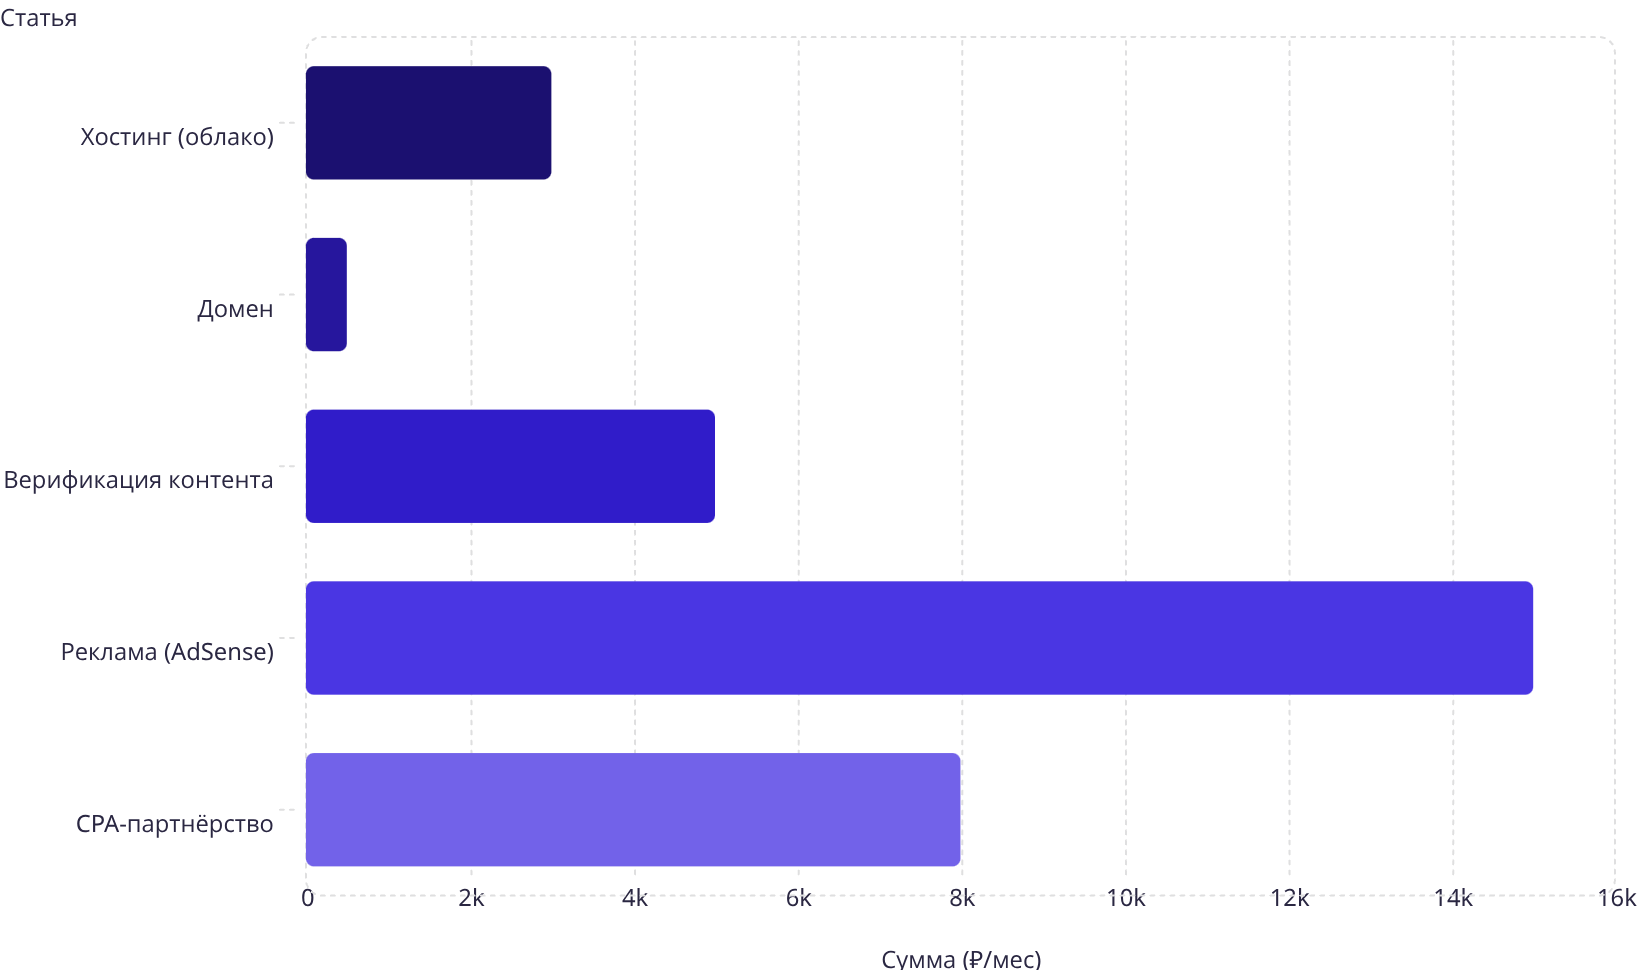 Статья
Хостинг (облако)
Домен
Верификация контента
Реклама (AdSense)
CPA-партнёрство
0 2k 4k 6k 8k 10k 12k 14k 16k
Сумма (₽/мес)